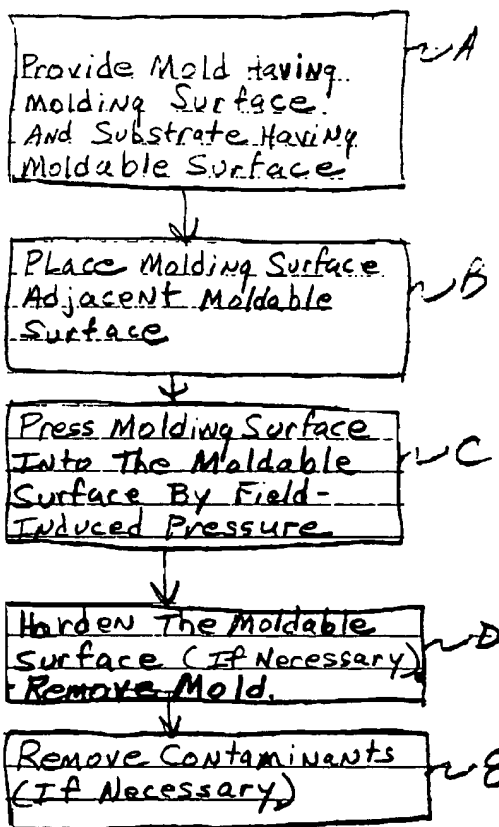 A
Provide Mold Having
Molding Surface
And Substrate Having
Moldable Surface
Place Molding Surface
Adjacent Moldable
Surface
B
Press Molding Surface
Into The Moldable
Surface By Field-
Induced Pressure
C
Harden The Moldable
Surface (If Necessary)
Remove Mold.
D
Remove Contaminants
(If Necessary)
E